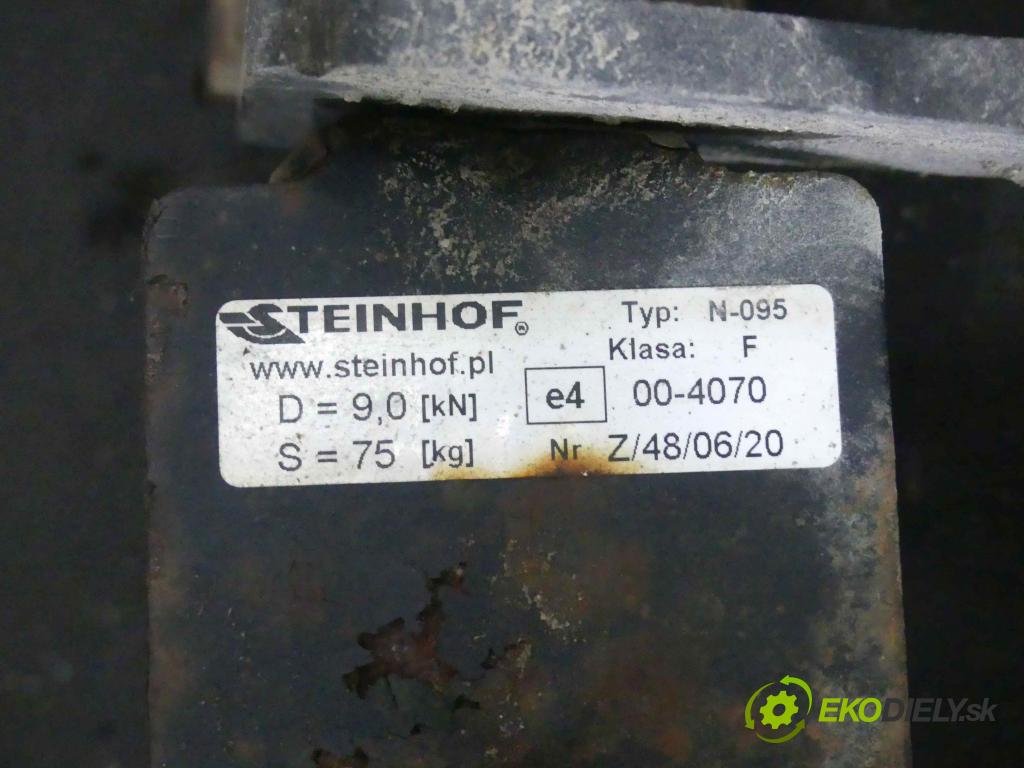 STEINHOF® Typ: N-095
www.steinhof.pl Klasa: F
D = 9,0 [kN] e4 00-4070
S = 75 [kg] Nr Z/48/06/20
EKODIELY.sk